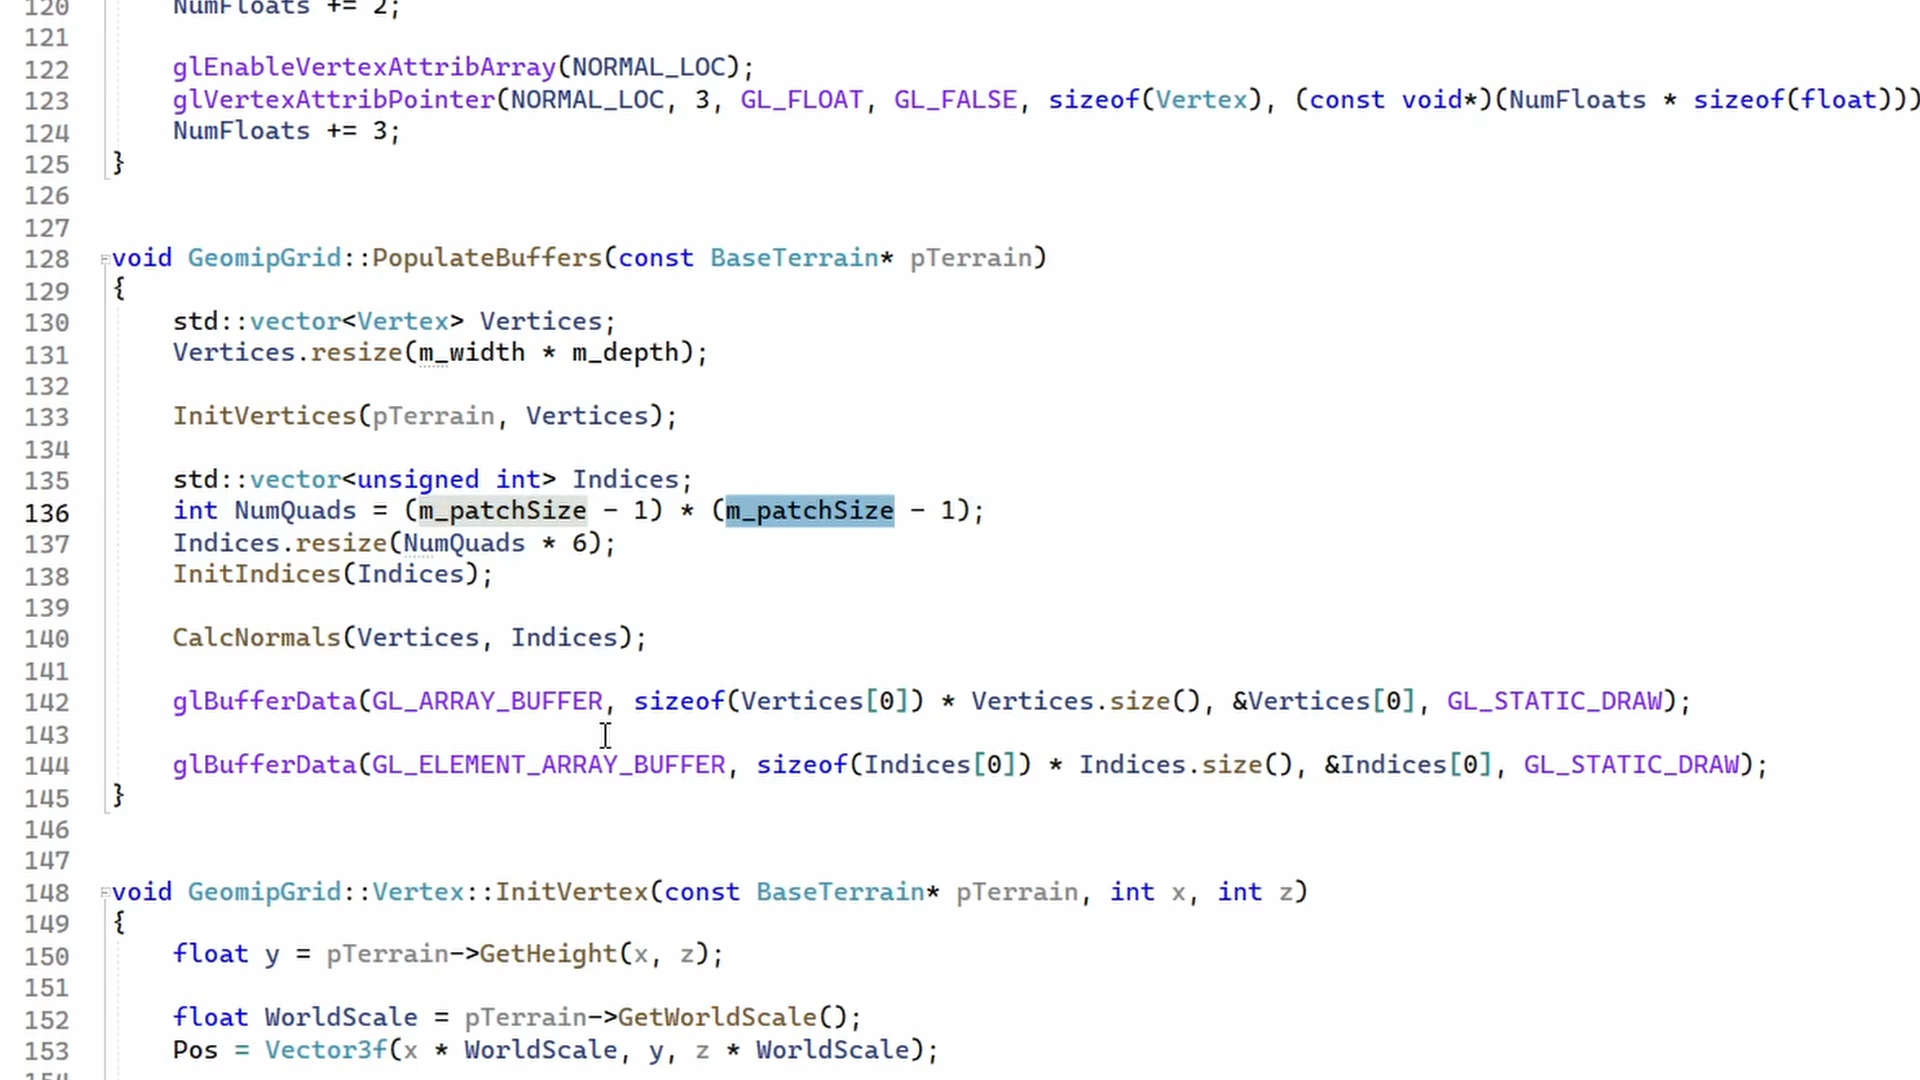 120 NumFloats += 2;
121
122 glEnableVertexAttribArray(NORMAL_LOC);
123 glVertexAttribPointer(NORMAL_LOC, 3, GL_FLOAT, GL_FALSE, sizeof(Vertex), (const void*)(NumFloats * sizeof(float)))
124 NumFloats += 3;
125 }
126
127
128 void GeomipGrid::PopulateBuffers(const BaseTerrain* pTerrain)
129 {
130 std::vector<Vertex> Vertices;
131 Vertices.resize(m_width * m_depth);
132
133 InitVertices(pTerrain, Vertices);
134
135 std::vector<unsigned int> Indices;
136 int NumQuads = (m_patchSize - 1) * (m_patchSize - 1);
137 Indices.resize(NumQuads * 6);
138 InitIndices(Indices);
139
140 CalcNormals(Vertices, Indices);
141
142 glBufferData(GL_ARRAY_BUFFER, sizeof(Vertices[0]) * Vertices.size(), &Vertices[0], GL_STATIC_DRAW);
143
144 glBufferData(GL_ELEMENT_ARRAY_BUFFER, sizeof(Indices[0]) * Indices.size(), &Indices[0], GL_STATIC_DRAW);
145 }
146
147
148 void GeomipGrid::Vertex::InitVertex(const BaseTerrain* pTerrain, int x, int z)
149 {
150 float y = pTerrain->GetHeight(x, z);
151
152 float WorldScale = pTerrain->GetWorldScale();
153 Pos = Vector3f(x * WorldScale, y, z * WorldScale);